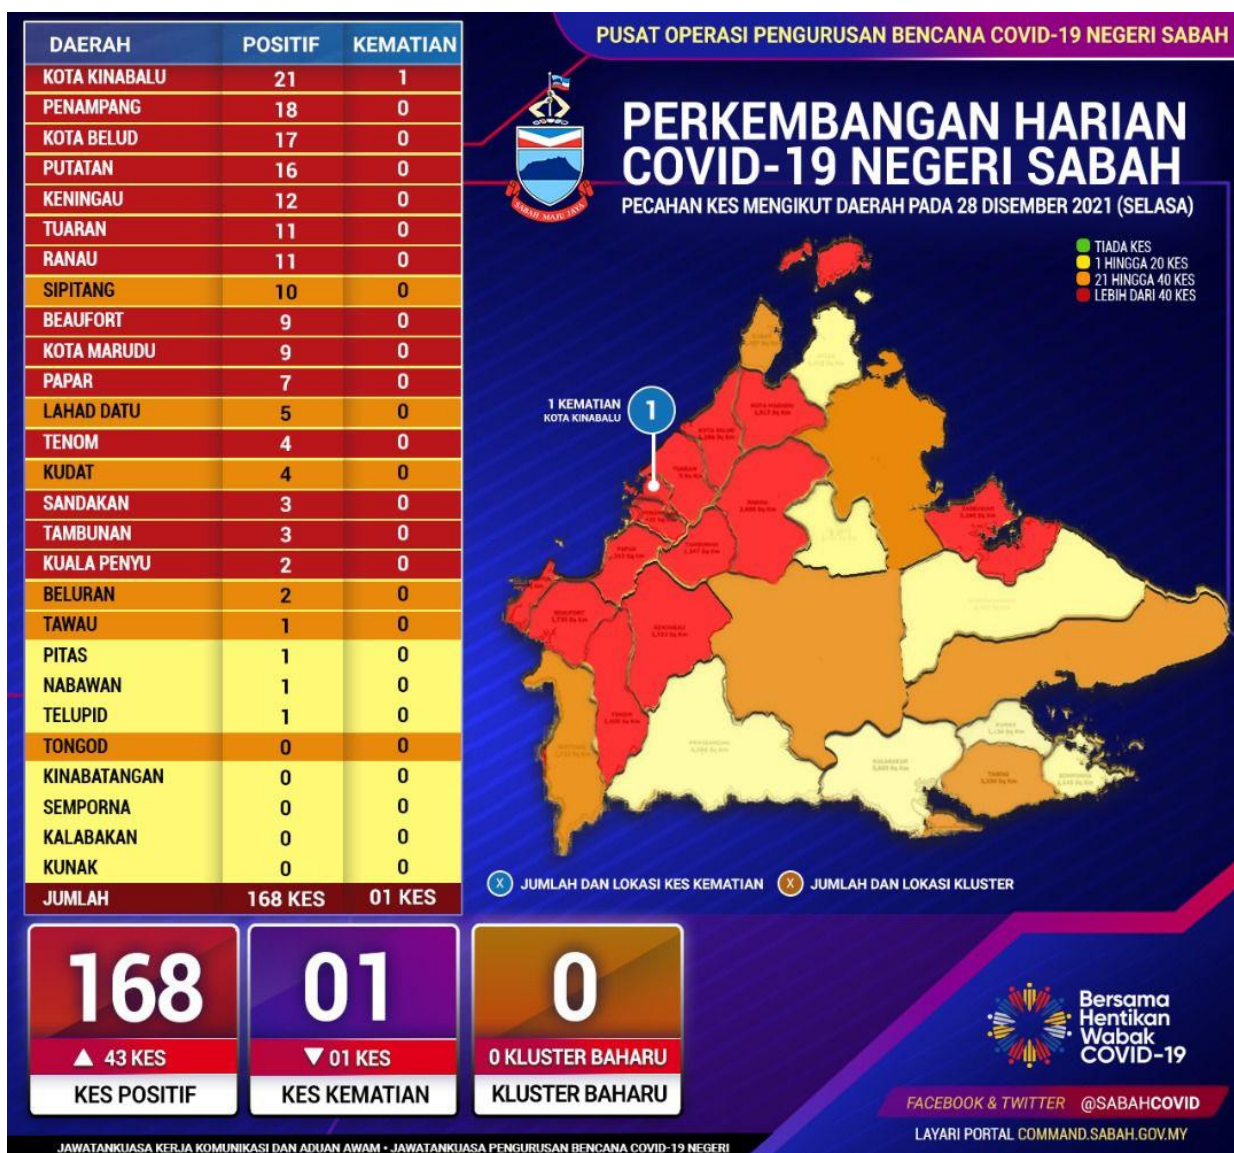 DAERAH POSITIF KEMATIAN
KOTA KINABALU 21 1
PENAMPANG 18 0
KOTA BELUD 17 0
PUTATAN 16 0
KENINGAU 12 0
TUARAN 11 0
RANAU 11 0
SIPITANG 10 0
BEAUFORT 9 0
KOTA MARUDU 9 0
PAPAR 7 0
LAHAD DATU 5 0
TENOM 4 0
KUDAT 4 0
SANDAKAN 3 0
TAMBUNAN 3 0
KUALA PENYU 2 0
BELURAN 2 0
TAWAU 1 0
PITAS 1 0
NABAWAN 1 0
TELUPID 1 0
TONGOD 0 0
KINABATANGAN 0 0
SEMPORNA 0 0
KALABAKAN 0 0
KUNAK 0 0
JUMLAH 168 KES 01 KES
PUSAT OPERASI PENGURUSAN BENCANA COVID-19 NEGERI SABAH
SABAH MAJU JAYA
PERKEMBANGAN HARIAN
COVID-19 NEGERI SABAH
PECAHAN KES MENGIKUT DAERAH PADA 28 DISEMBER 2021 (SELASA)
TIADA KES
1 HINGGA 20 KES
21 HINGGA 40 KES
LEBIH DARI 40 KES
1 KEMATIAN
KOTA KINABALU
1
X JUMLAH DAN LOKASI KES KEMATIAN X JUMLAH DAN LOKASI KLUSTER
168
▲ 43 KES
KES POSITIF
01
▼ 01 KES
KES KEMATIAN
0
0 KLUSTER BAHARU
KLUSTER BAHARU
Bersama
Hentikan
Wabak
COVID-19
FACEBOOK & TWITTER @SABAHCOVID
LAYARI PORTAL COMMAND.SABAH.GOV.MY
JAWATANKUASA KERJA KOMUNIKASI DAN ADUAN AWAM • JAWATANKUASA PENGURUSAN BENCANA COVID-19 NEGERI